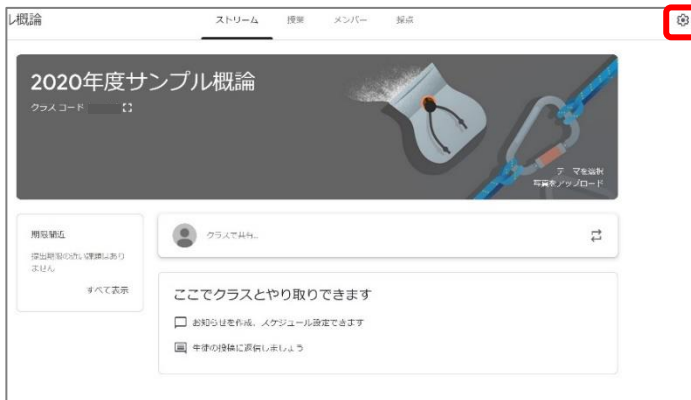 ル概論
ストリーム 授業 メンバー 採点
2020年度サンプル概論
クラス コード
テーマを選択
写真をアップロード
期限間近
提出期限の近い課題はあり
ません
すべて表示
クラスで共有...
ここでクラスとやり取りできます
お知らせを作成、スケジュール設定できます
生徒の投稿に返信しましょう